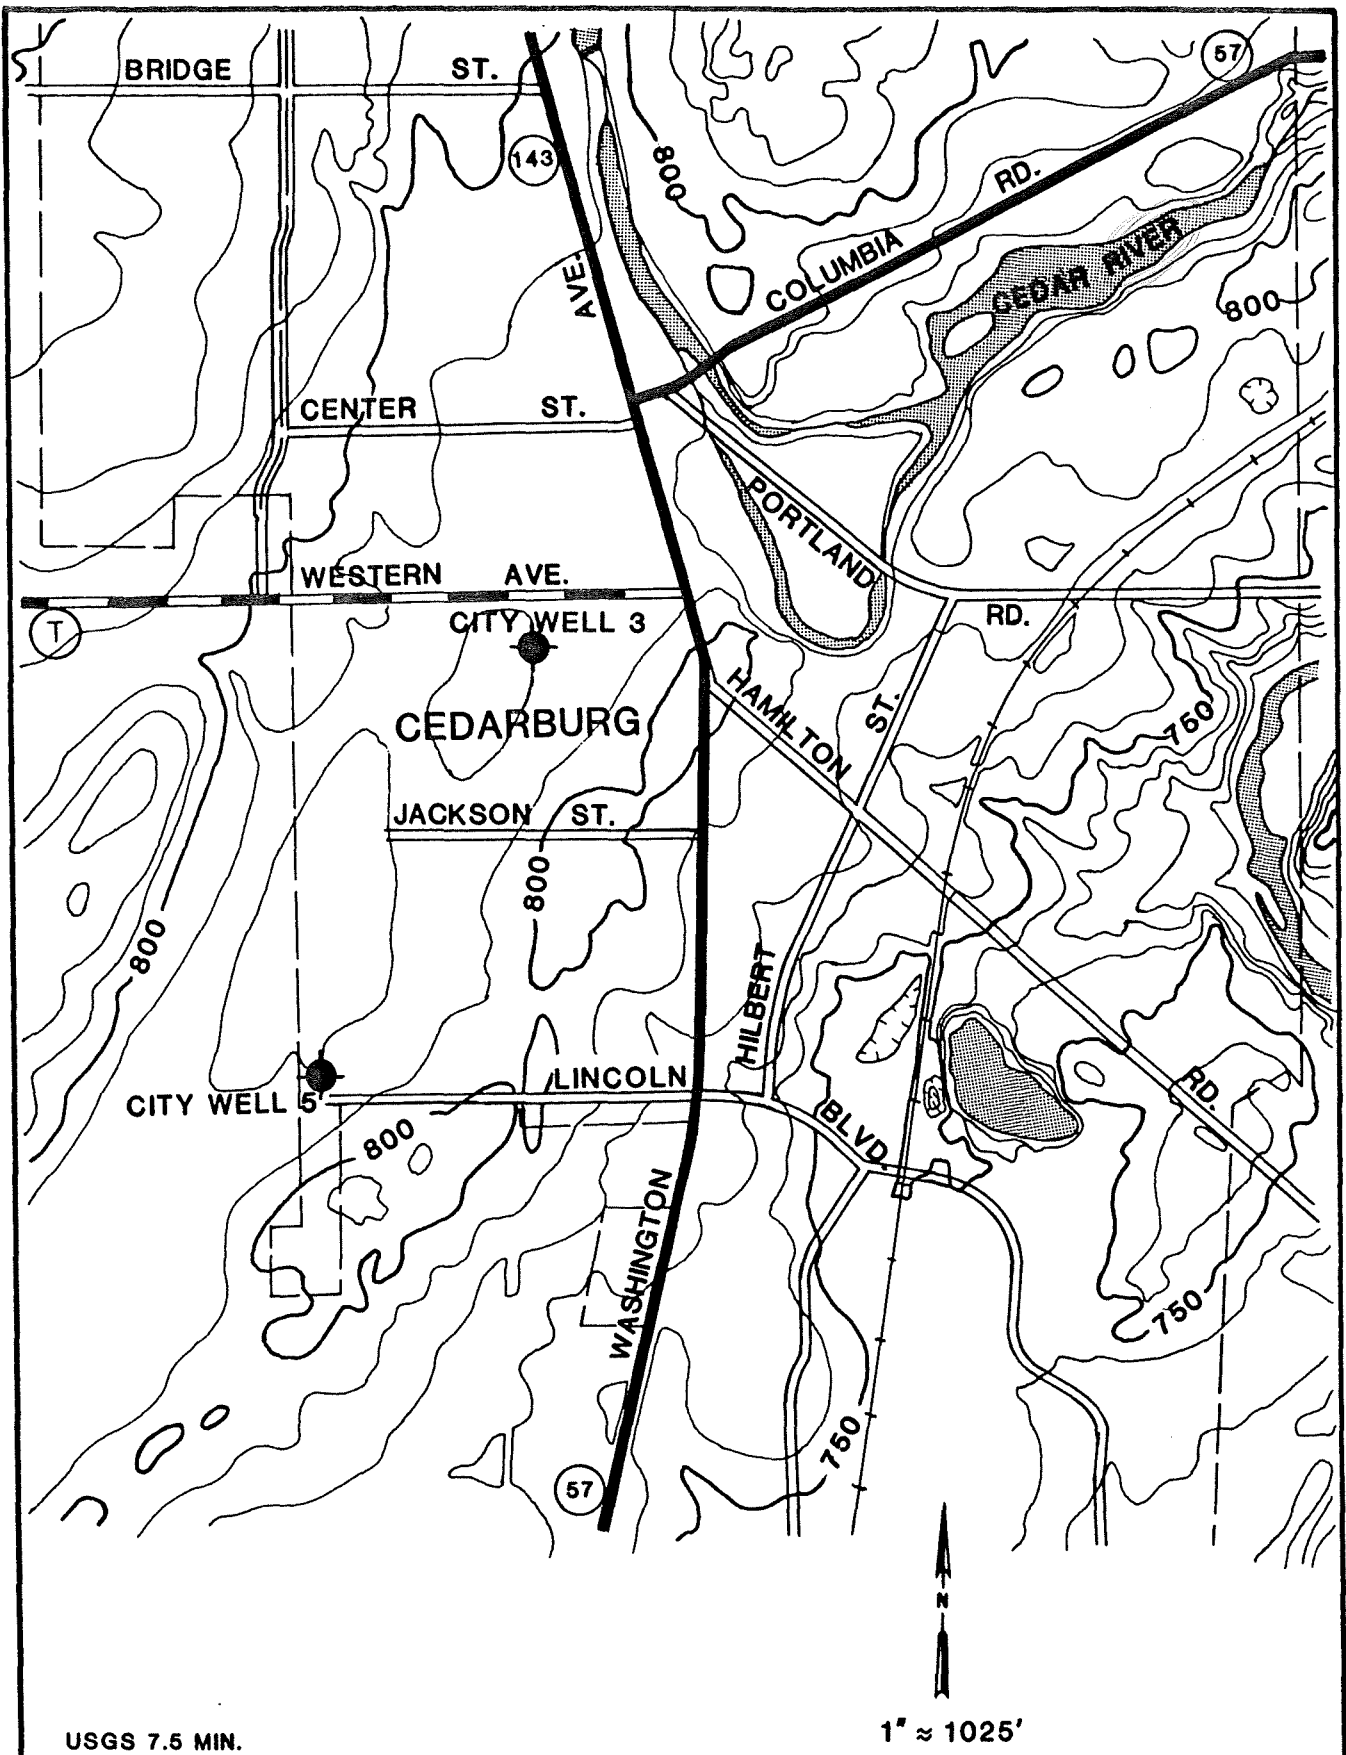 57
BRIDGE ST.
143
800
RD.
COLUMBIA
CEDAR RIVER
AVE.
800
CENTER ST.
PORTLAND
WESTERN AVE.
T
CITY WELL 3
RD.
HAMILTON
ST.
CEDARBURG
750
JACKSON ST.
800
800
HILBERT
LINCOLN
CITY WELL 5
RD.
BLVD.
800
WASHINGTON
750
750
57
N
1" ≈ 1025'
USGS 7.5 MIN.